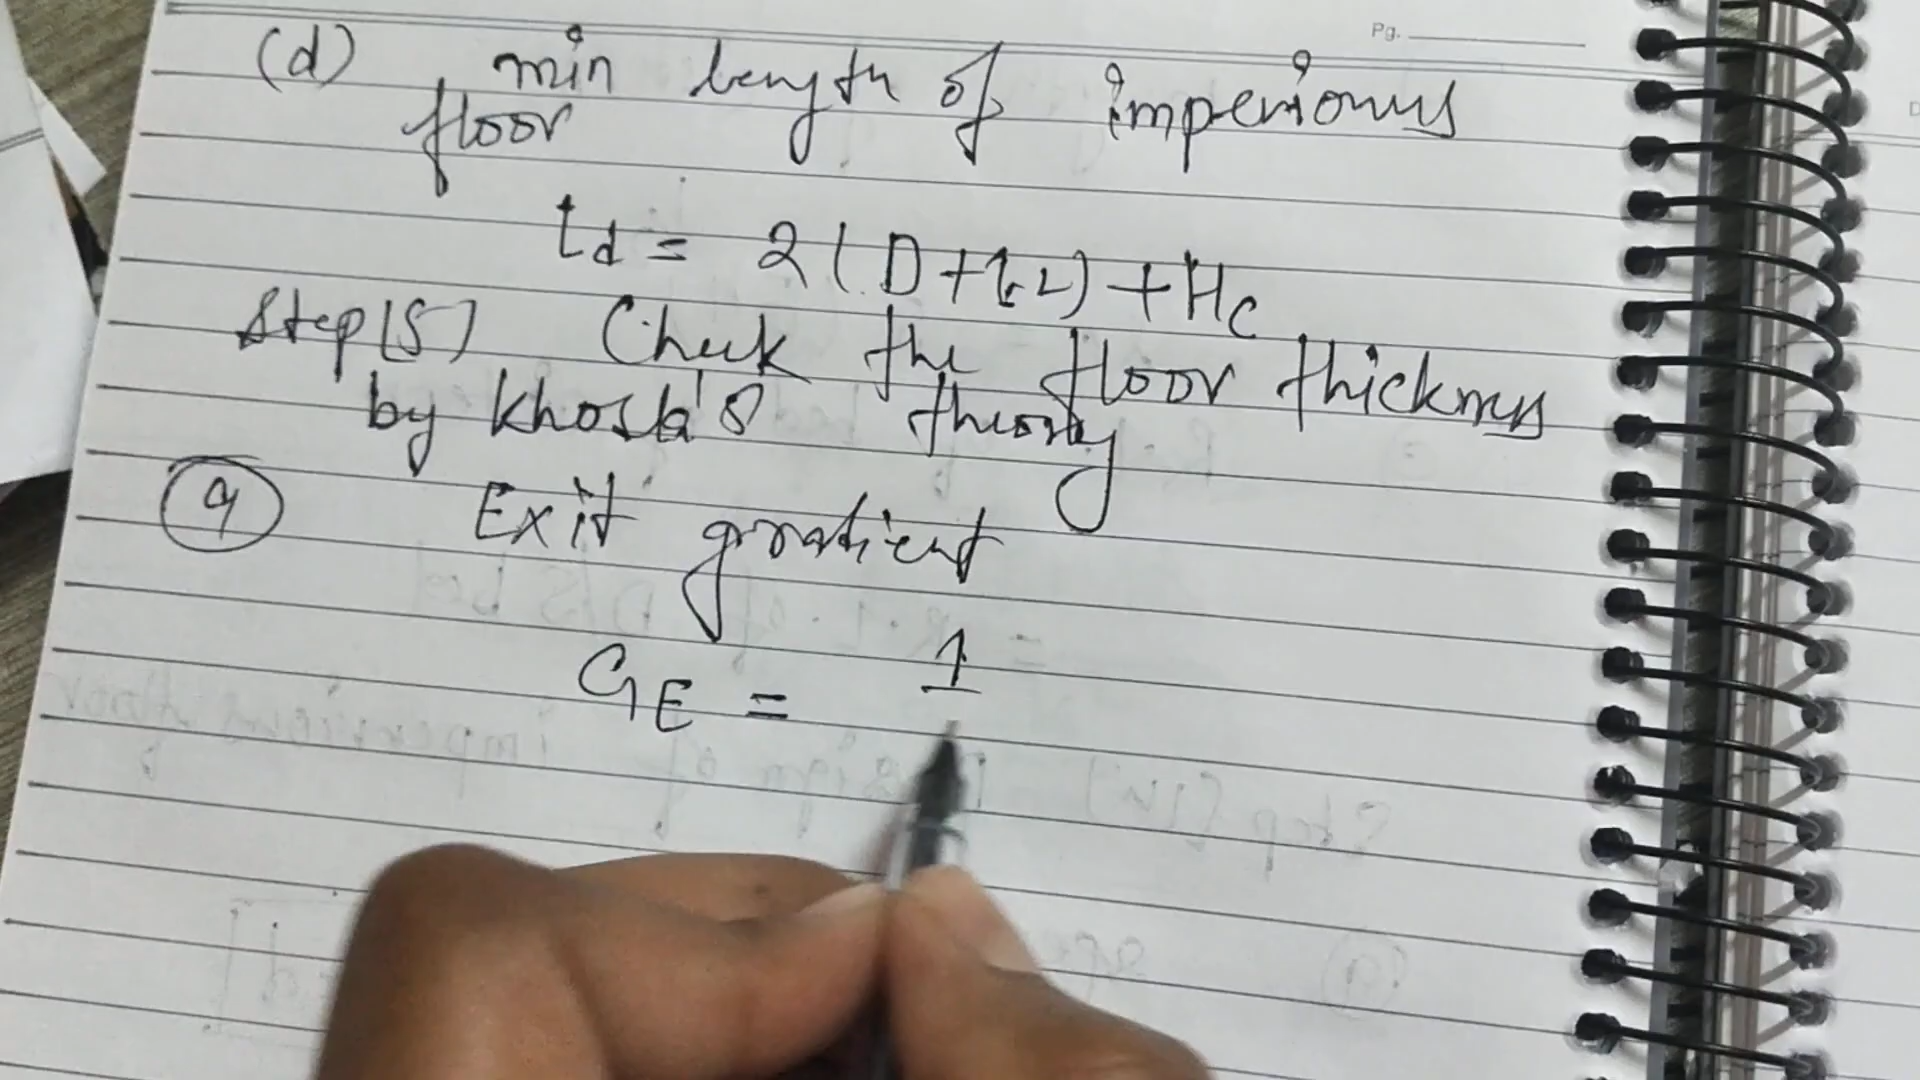 Pg.
(d) min length of impervious
floor
Ld = 2(D+1.2)+Hc
Step(5) Check the floor thickness
by khosla's theory
a Exit gradient
GE = 1